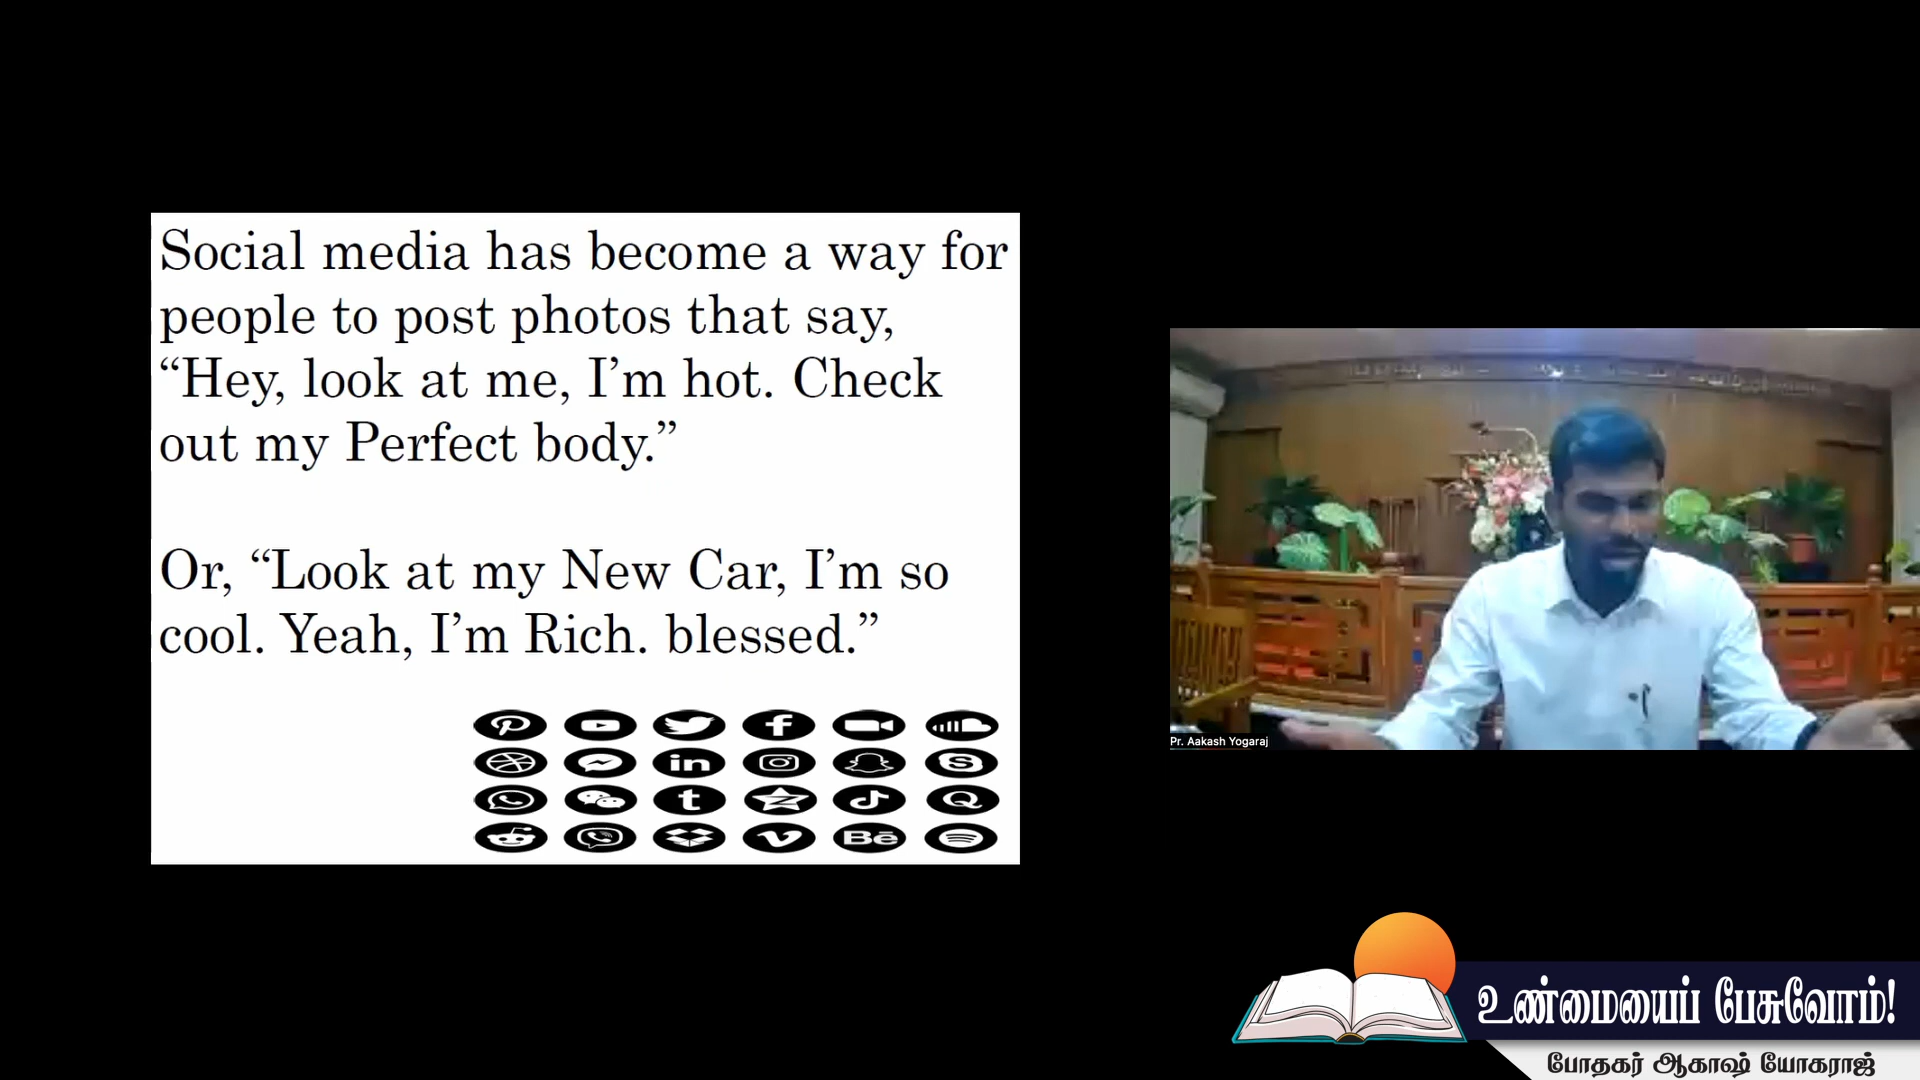 Social media has become a way for
people to post photos that say,
“Hey, look at me, I’m hot. Check
out my Perfect body.”
Or, “Look at my New Car, I’m so
cool. Yeah, I’m Rich. blessed.”
Pr. Aakash Yogaraj
உண்மையைப் பேசுவோம்!
போதகர் ஆகாஷ் யோகராஜ்